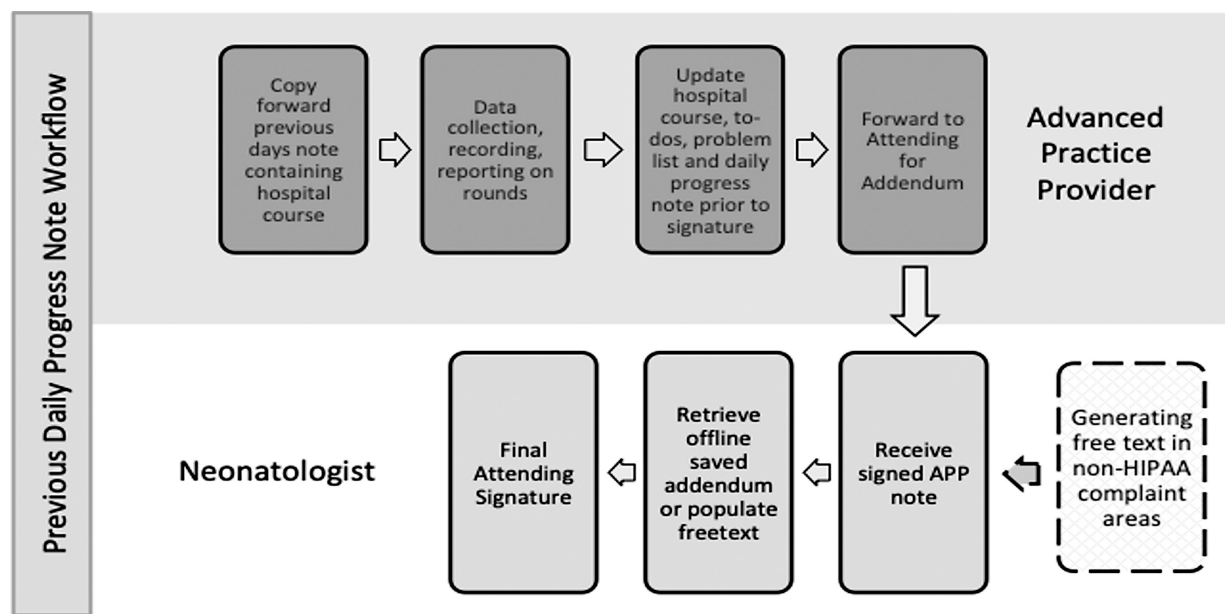 Previous Daily Progress Note Workflow
Copy
forward
previous
days note
containing
hospital
course
Data
collection,
recording,
reporting on
rounds
Update
hospital
course, to-
dos, problem
list and daily
progress
note prior to
signature
Forward to
Attending
for
Addendum
Advanced
Practice
Provider
Neonatologist
Final
Attending
Signature
Retrieve
offline
saved
addendum
or populate
freetext
Receive
signed APP
note
Generating
free text in
non-HIPAA
complaint
areas